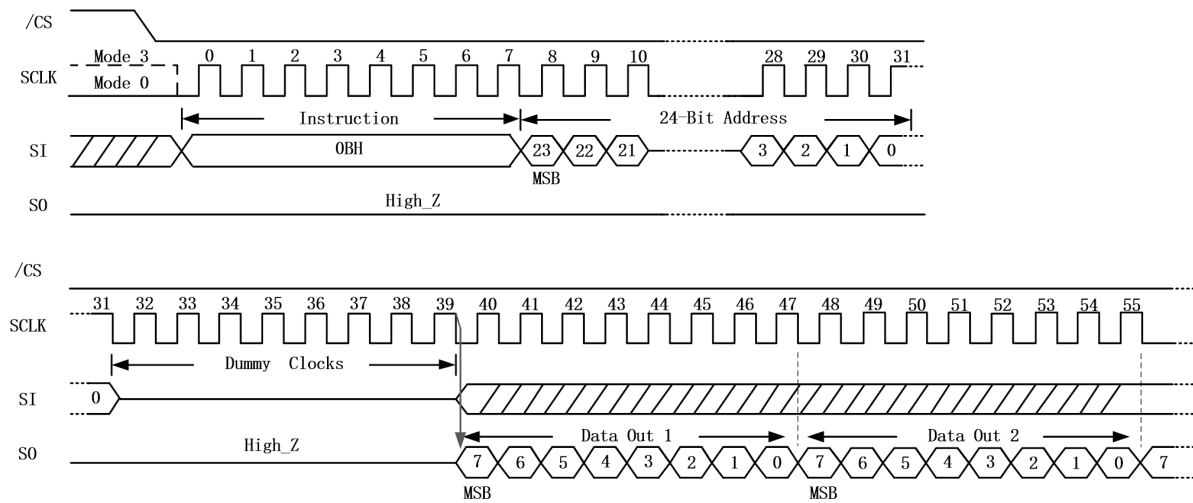 /CS
Mode 3 0 1 2 3 4 5 6 7 8 9 10 28 29 30 31
SCLK
Mode 0
Instruction 24-Bit Address
SI 0BH 23 22 21 3 2 1 0
MSB
SO High_Z
/CS
31 32 33 34 35 36 37 38 39 40 41 42 43 44 45 46 47 48 49 50 51 52 53 54 55
SCLK
Dummy Clocks
SI 0
High_Z Data Out 1 Data Out 2
SO 7 6 5 4 3 2 1 0 7 6 5 4 3 2 1 0 7
MSB MSB